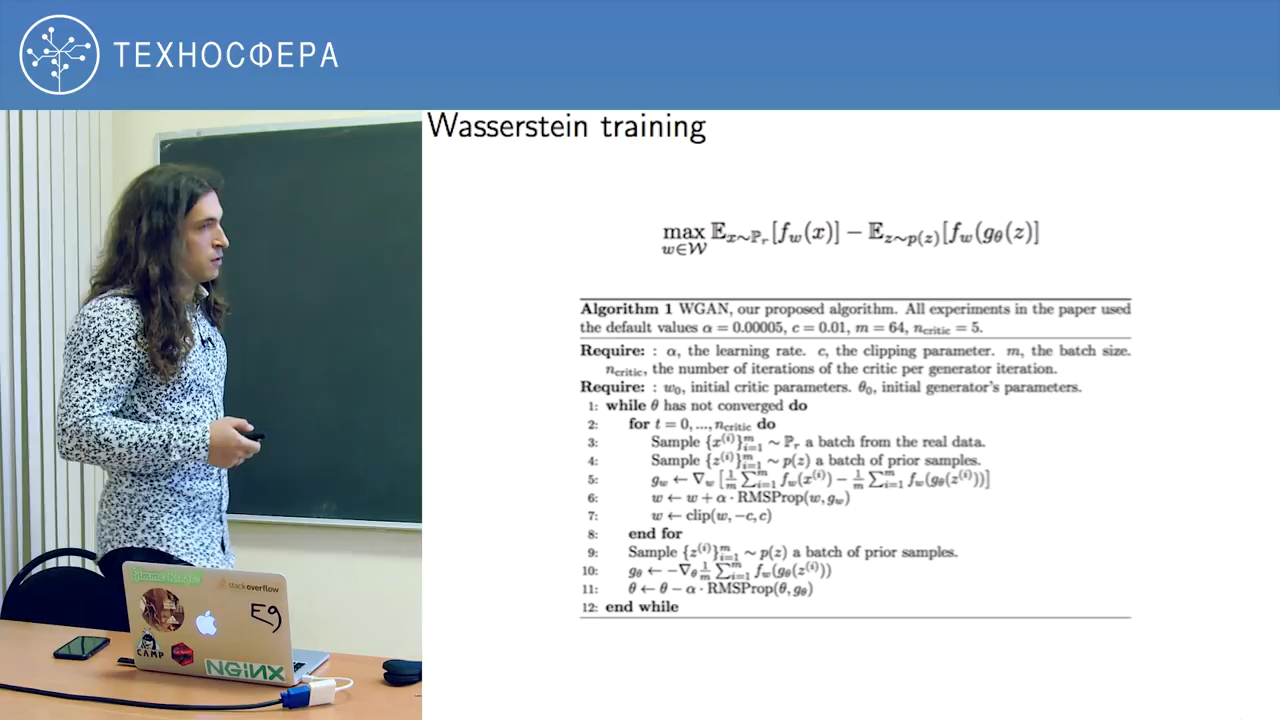 ТЕХНОСФЕРА
Wasserstein training
max_{w∈𝒲} 𝔼_{x∼ℙ_r}[f_w(x)] − 𝔼_{z∼p(z)}[f_w(g_θ(z)]
Algorithm 1 WGAN, our proposed algorithm. All experiments in the paper used
the default values α = 0.00005, c = 0.01, m = 64, n_critic = 5.
Require: : α, the learning rate. c, the clipping parameter. m, the batch size.
n_critic, the number of iterations of the critic per generator iteration.
Require: : w_0, initial critic parameters. θ_0, initial generator's parameters.
1: while θ has not converged do
2: for t = 0, ..., n_critic do
3: Sample {x^{(i)}}_{i=1}^m ∼ ℙ_r a batch from the real data.
4: Sample {z^{(i)}}_{i=1}^m ∼ p(z) a batch of prior samples.
5: g_w ← ∇_w [1/m ∑_{i=1}^m f_w(x^{(i)}) − 1/m ∑_{i=1}^m f_w(g_θ(z^{(i)}))]
6: w ← w + α · RMSProp(w, g_w)
7: w ← clip(w, −c, c)
8: end for
9: Sample {z^{(i)}}_{i=1}^m ∼ p(z) a batch of prior samples.
10: g_θ ← −∇_θ 1/m ∑_{i=1}^m f_w(g_θ(z^{(i)}))
11: θ ← θ − α · RMSProp(θ, g_θ)
12: end while
stackoverflow
E9
CAMP
NGiNX